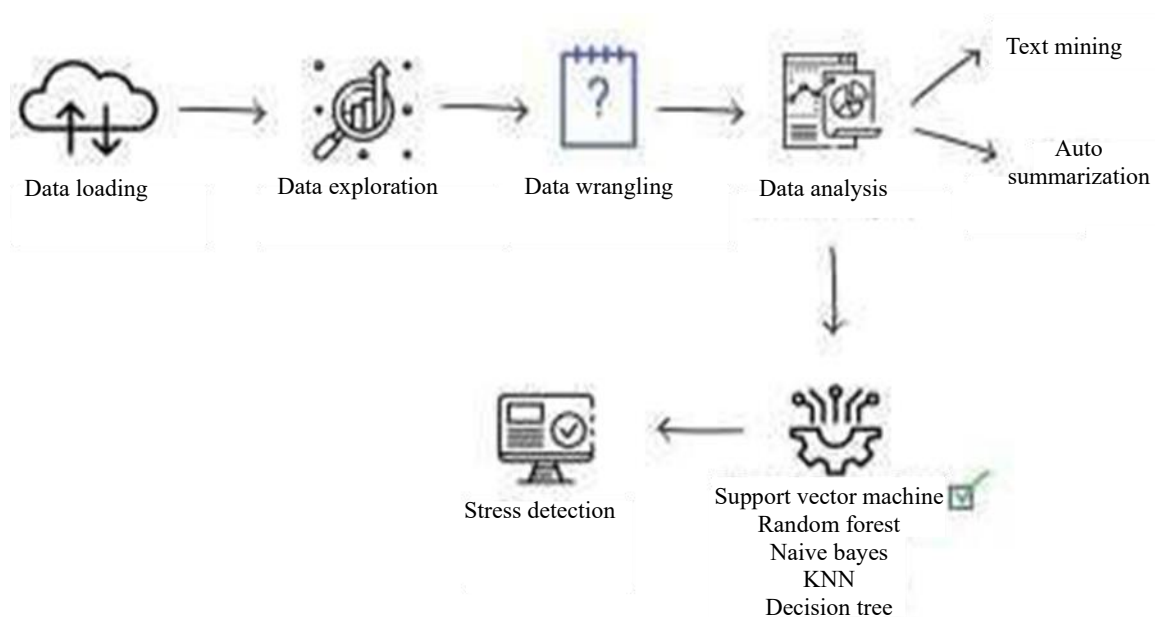 Text mining
Auto
summarization
Data loading
Data exploration
Data wrangling
Data analysis
?
Stress detection
Support vector machine
Random forest
Naive bayes
KNN
Decision tree